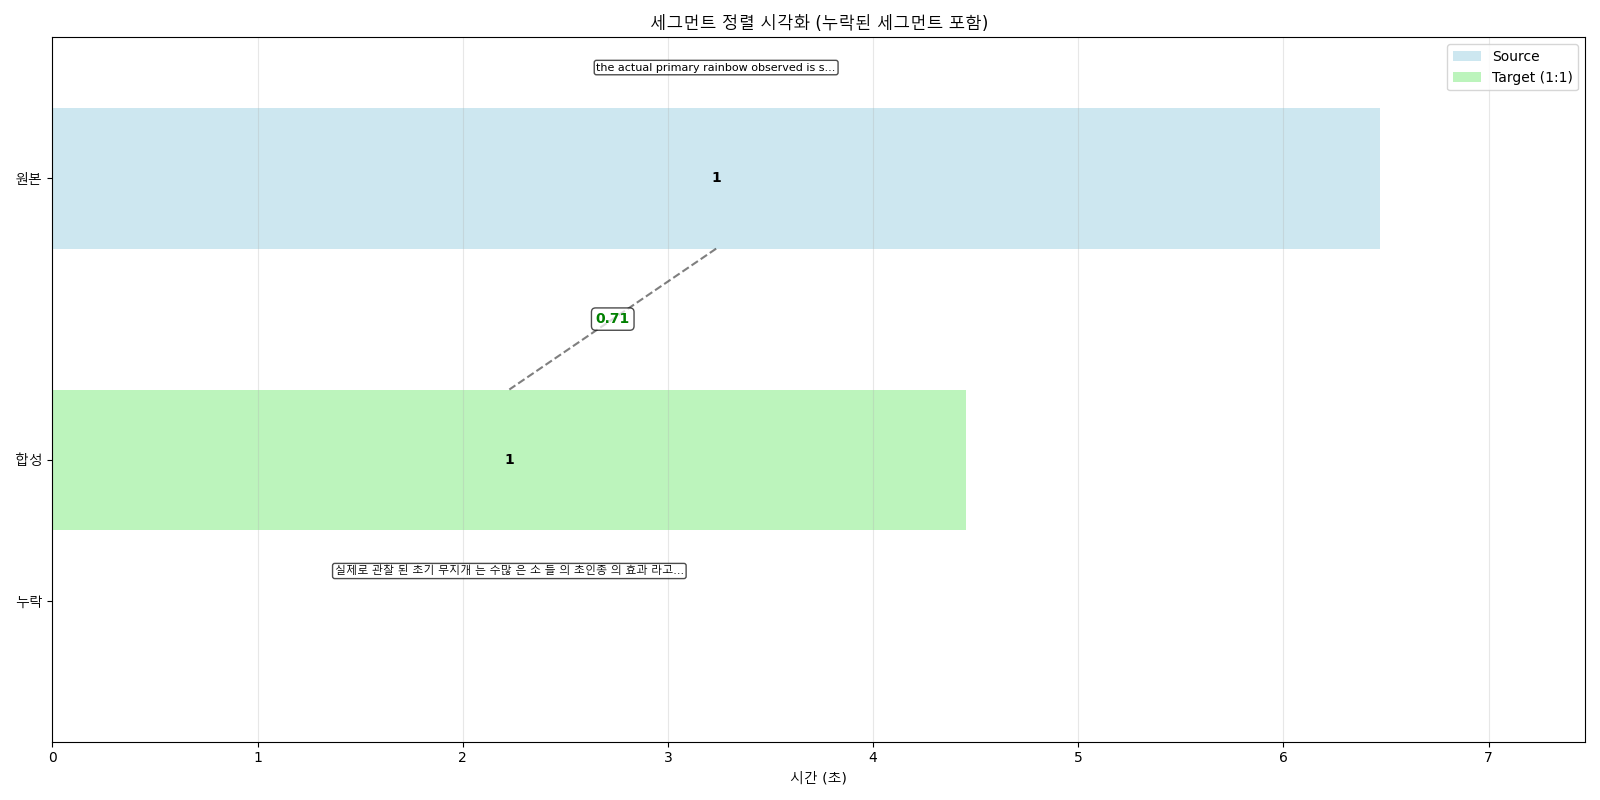 세그먼트 정렬 시각화 (누락된 세그먼트 포함)
the actual primary rainbow observed is s...
Source
Target (1:1)
원본
1
0.71
합성
1
실제로 관찰 된 초기 무지개 는 수많 은 소 들 의 초인종 의 효과 라고...
누락
0 1 2 3 4 5 6 7
시간 (초)